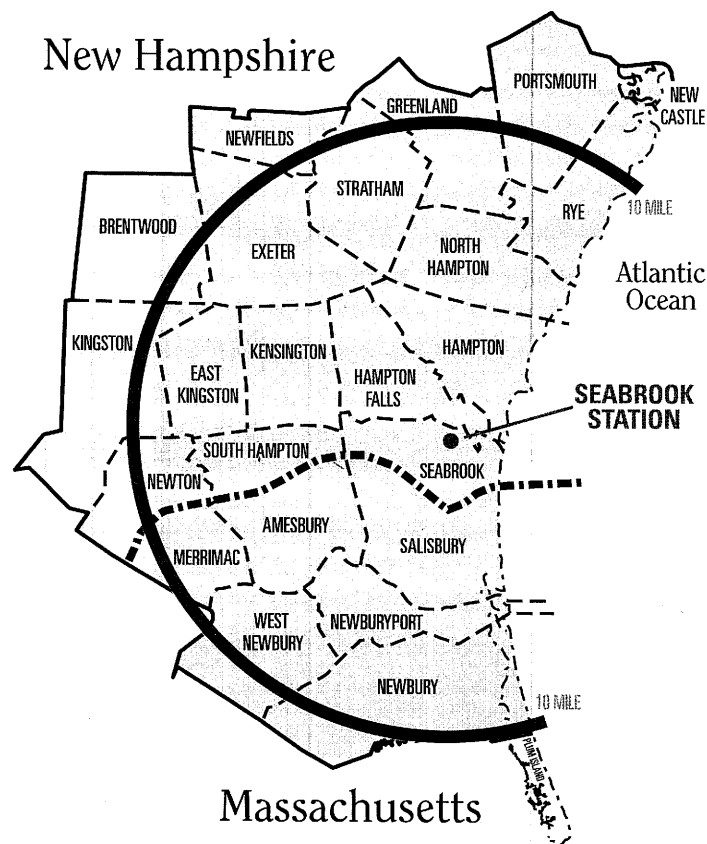 New Hampshire
PORTSMOUTH
GREENLAND
NEW
CASTLE
NEWFIELDS
STRATHAM
10 MILE
RYE
BRENTWOOD
EXETER
NORTH
HAMPTON
Atlantic
Ocean
KINGSTON
KENSINGTON
HAMPTON
EAST
KINGSTON
HAMPTON
FALLS
SEABROOK
STATION
SOUTH HAMPTON
SEABROOK
NEWTON
AMESBURY
SALISBURY
MERRIMAC
WEST
NEWBURY
NEWBURYPORT
NEWBURY
10 MILE
PLUM ISLAND
Massachusetts